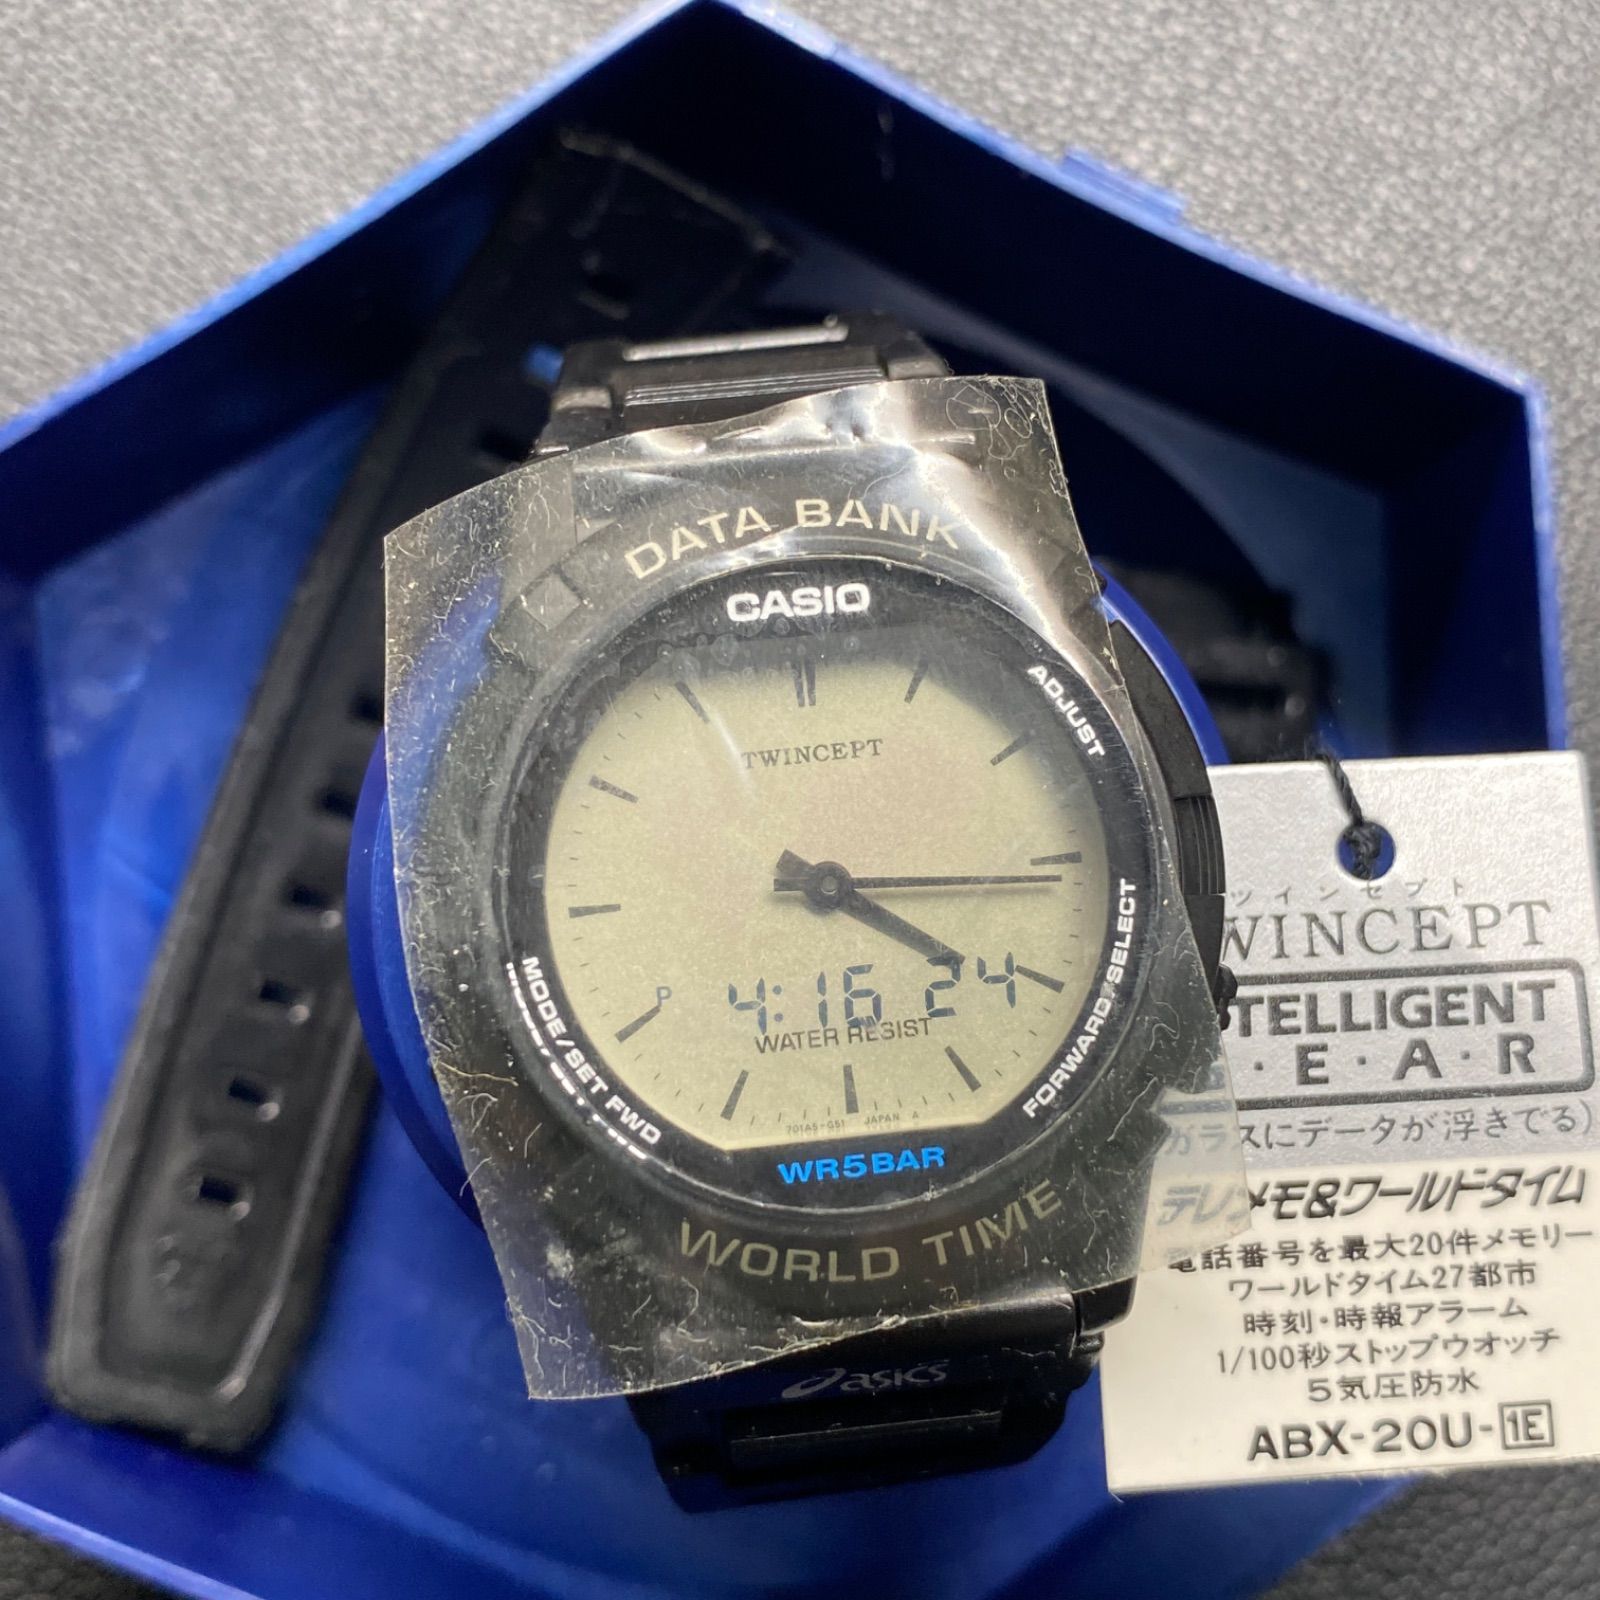 DATA BANK
CASIO
ADJUST
TWINCEPT
P 4:16 24
WATER RESIST
MODE/SET FWD
FORWARD·SELECT
701A5-G51 JAPAN A
WR5BAR
WORLD TIME
asics
ツインセプト
WINCEPT
TELLIGENT
·E·A·R
ガラスにデータが浮きでる)
テレメモ&ワールドタイム
電話番号を最大20件メモリー
ワールドタイム27都市
時刻・時報アラーム
1/100秒ストップウオッチ
5気圧防水
ABX-20U-1E